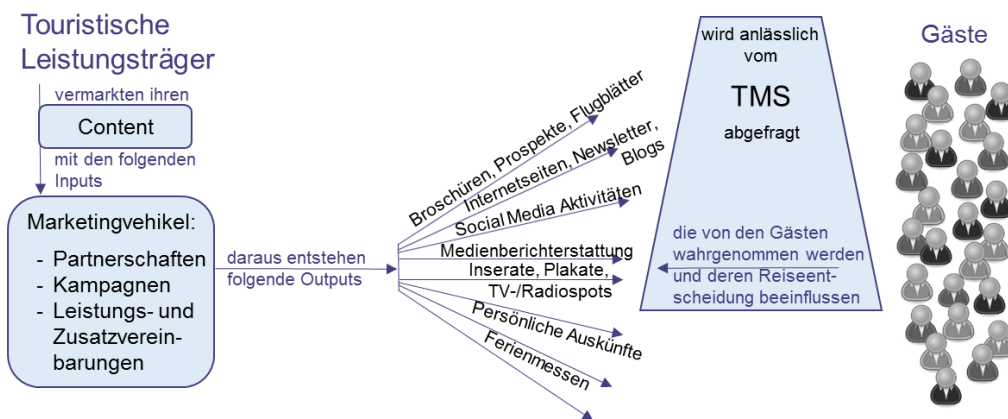 Touristische
Leistungsträger
vermarkten ihren
Content
mit den folgenden
Inputs
Marketingvehikel:
- Partnerschaften
- Kampagnen
- Leistungs- und
Zusatzverein-
barungen
daraus entstehen
folgende Outputs
Broschüren, Prospekte, Flugblätter
Internetseiten, Newsletter,
Blogs
Social Media Aktivitäten
Medienberichterstattung
Inserate, Plakate,
TV-/Radiospots
Persönliche Auskünfte
Ferienmessen
wird anlässlich
vom
TMS
abgefragt
die von den Gästen
wahrgenommen werden
und deren Reiseent-
scheidung beeinflussen
Gäste